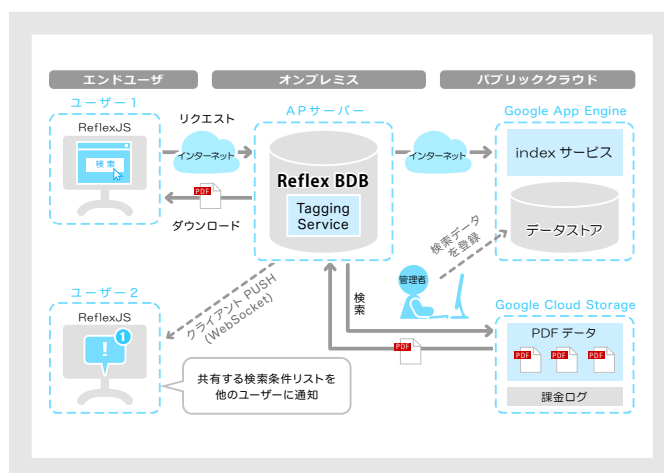 エンドユーザ
オンプレミス
パブリッククラウド
ユーザー1
ReflexJS
検 索
リクエスト
インターネット
PDF
ダウンロード
APサーバー
Reflex BDB
Tagging
Service
インターネット
Google App Engine
index サービス
データストア
検索データ
を登録
管理者
クライアント PUSH
(WebSocket)
検
索
PDF
ユーザー2
ReflexJS
!
1
共有する検索条件リストを
他のユーザーに通知
Google Cloud Storage
PDF データ
PDF
PDF
PDF
課金ログ